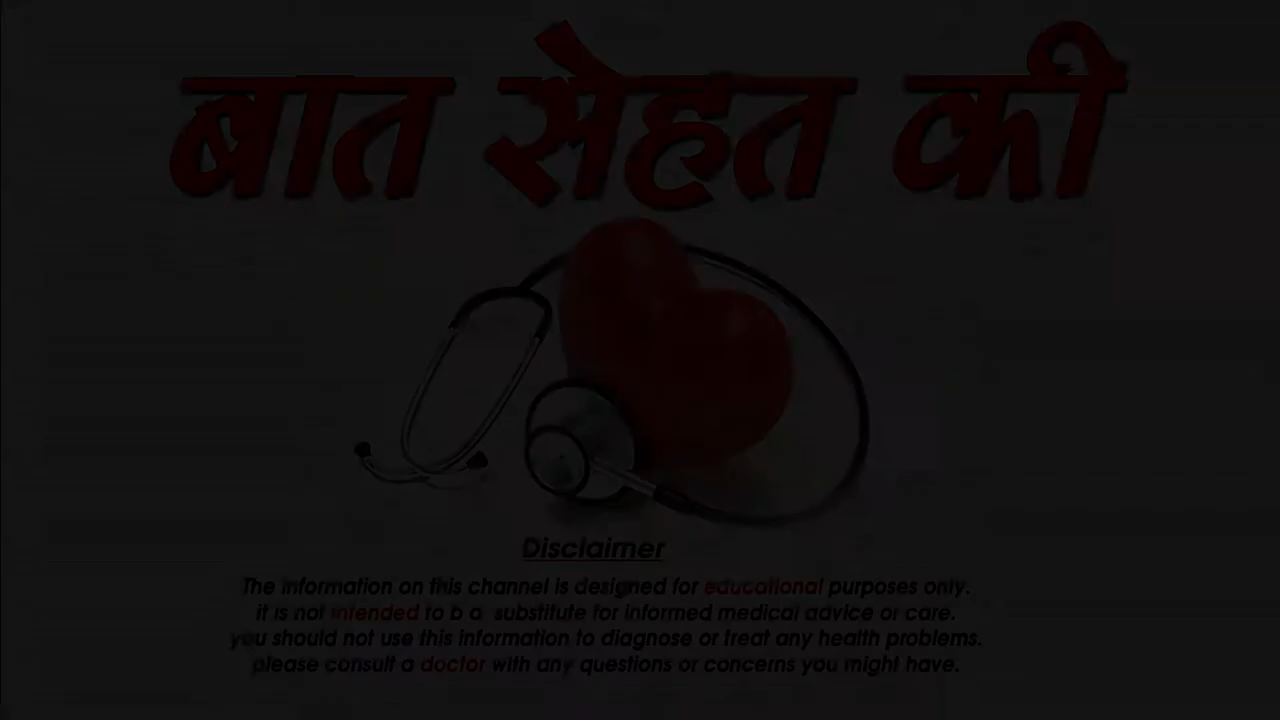 बात सेहत की
Disclaimer
The information on this channel is designed for educational purposes only.
it is not intended to b a substitute for informed medical advice or care.
you should not use this information to diagnose or treat any health problems.
please consult a doctor with any questions or concerns you might have.